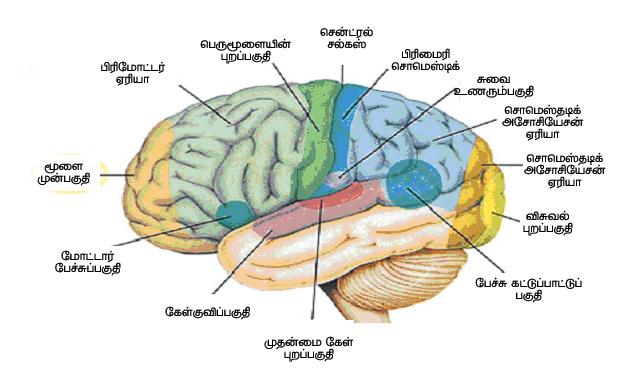 சென்ட்ரல்
சல்கஸ்
பெருமூளையின்
புறப்பகுதி
பிரிமைரி
சொமெஸ்டிக்
பிரிமோட்டர்
ஏரியா
சுவை
உணரும்பகுதி
சொமெஸ்தடிக்
அசோசியேசன்
ஏரியா
மூளை
முன்பகுதி
சொமெஸ்தடிக்
அசோசியேசன்
ஏரியா
விசுவல்
புறப்பகுதி
மோட்டார்
பேச்சுப்பகுதி
பேச்சு கட்டுப்பாட்டுப்
பகுதி
கேள்குவிப்பகுதி
முதன்மை கேள்
புறப்பகுதி